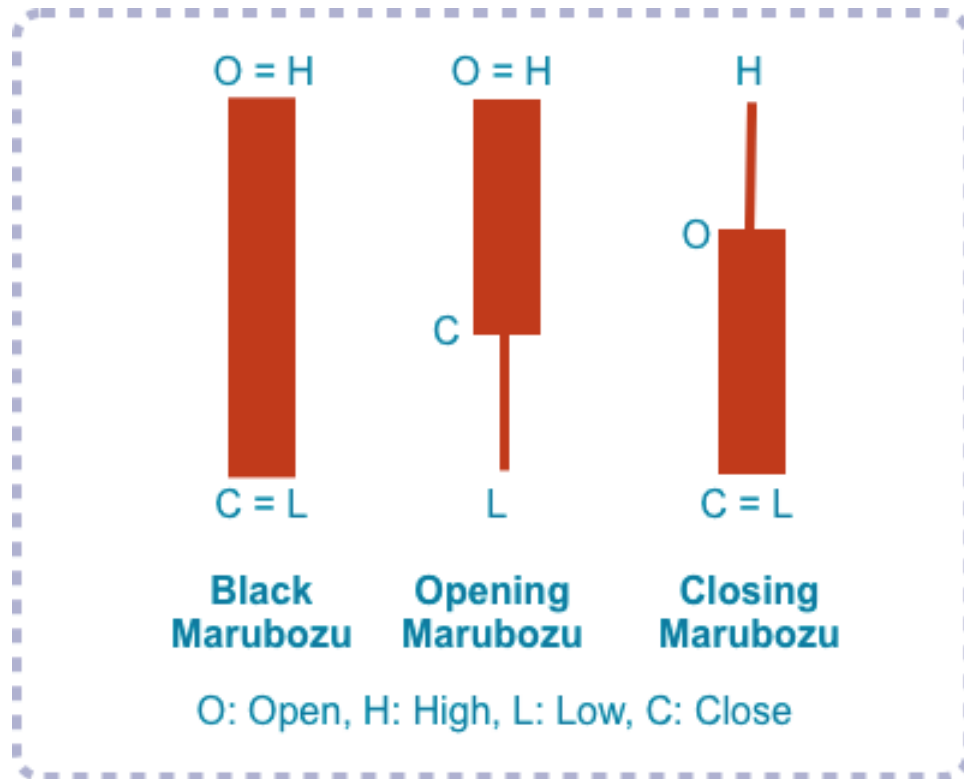 O = H
O = H
H
O
C
C = L
L
C = L
Black
Marubozu
Opening
Marubozu
Closing
Marubozu
O: Open, H: High, L: Low, C: Close